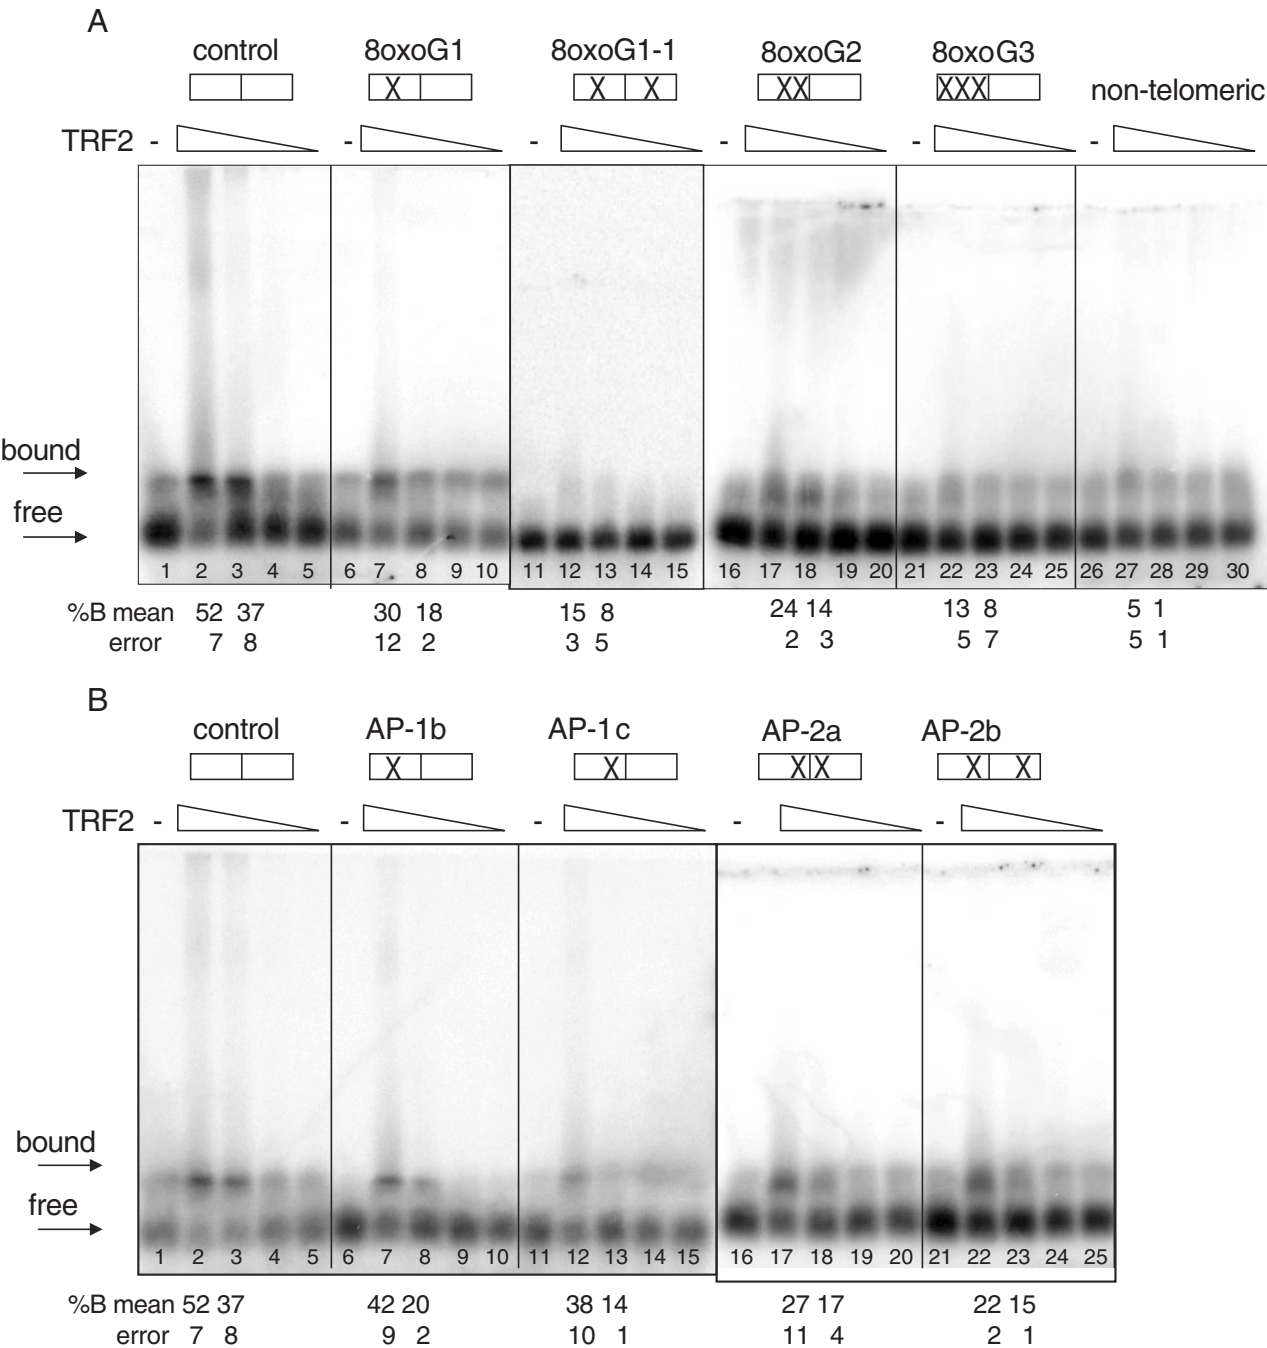 A
control 8oxoG1 8oxoG1-1 8oxoG2 8oxoG3 non-telomeric
X X X XX XXX
TRF2 - - - - - -
bound
free
1 2 3 4 5 6 7 8 9 10 11 12 13 14 15 16 17 18 19 20 21 22 23 24 25 26 27 28 29 30
%B mean 52 37 30 18 15 8 24 14 13 8 5 1
error 7 8 12 2 3 5 2 3 5 7 5 1
B
control AP-1b AP-1c AP-2a AP-2b
X X X X X X
TRF2 - - - - -
bound
free
1 2 3 4 5 6 7 8 9 10 11 12 13 14 15 16 17 18 19 20 21 22 23 24 25
%B mean 52 37 42 20 38 14 27 17 22 15
error 7 8 9 2 10 1 11 4 2 1